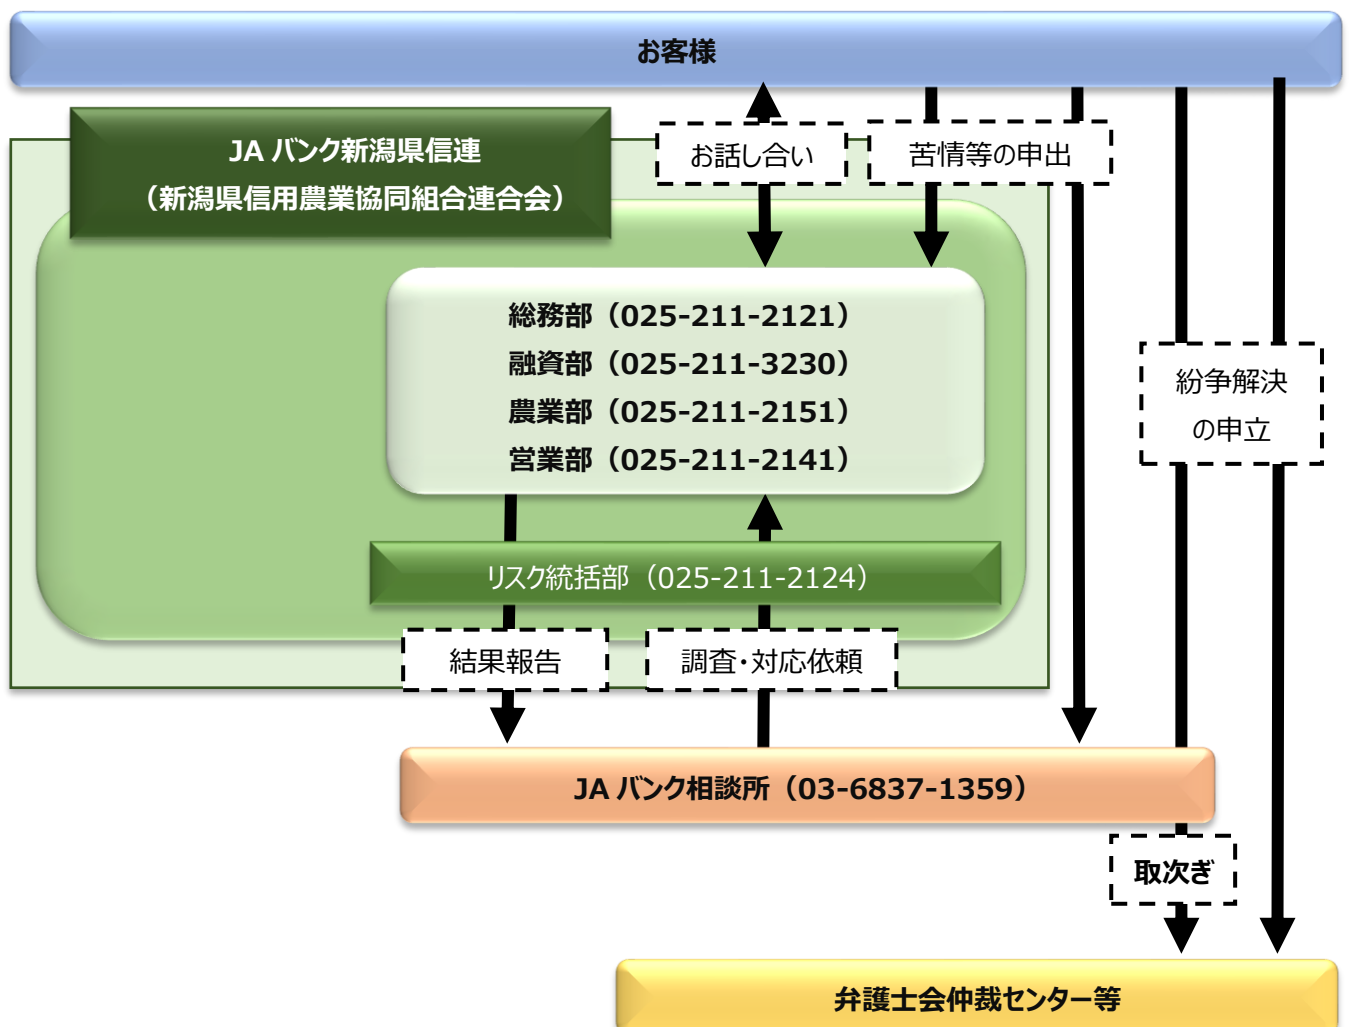 お客様
JA バンク新潟県信連
（新潟県信用農業協同組合連合会）
お話し合い
苦情等の申出
総務部（025-211-2121）
融資部（025-211-3230）
農業部（025-211-2151）
営業部（025-211-2141）
紛争解決
の申立
リスク統括部（025-211-2124）
結果報告
調査・対応依頼
JA バンク相談所（03-6837-1359）
取次ぎ
弁護士会仲裁センター等